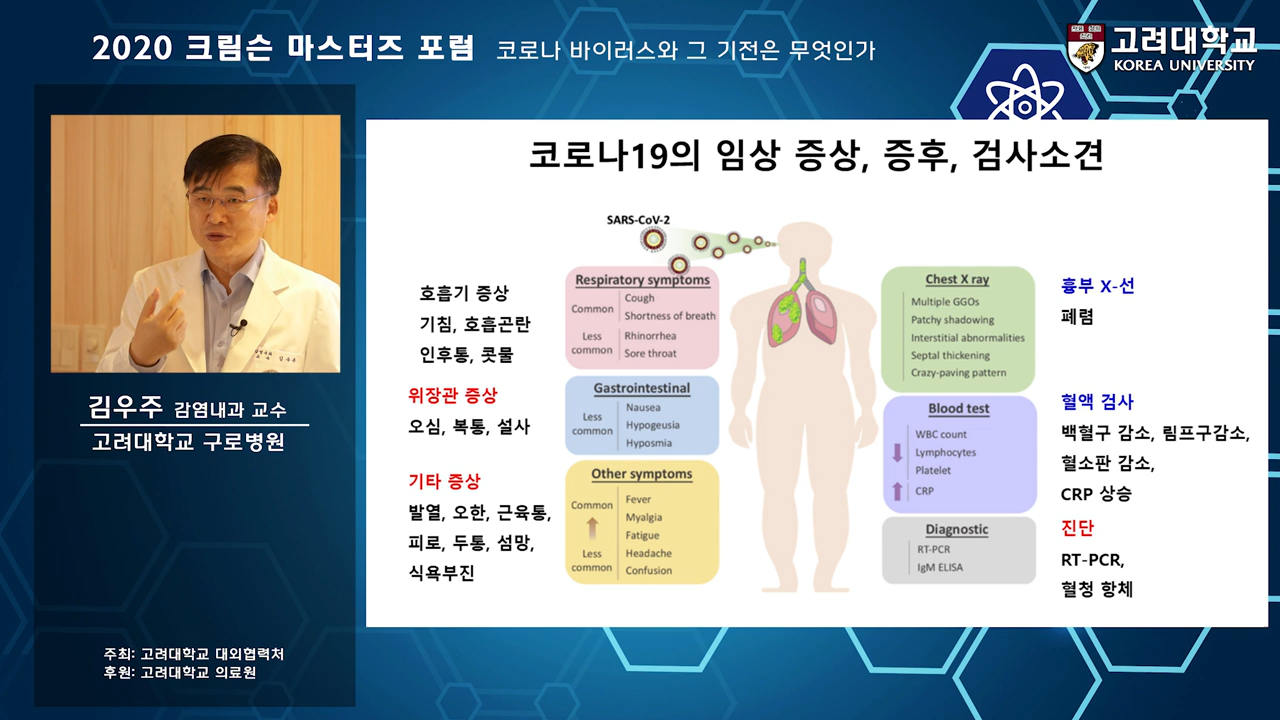 2020 크림슨 마스터즈 포럼 코로나 바이러스와 그 기전은 무엇인가
고려대학교
KOREA UNIVERSITY
김우주 감염내과 교수
고려대학교 구로병원
주최: 고려대학교 대외협력처
후원: 고려대학교 의료원
코로나19의 임상 증상, 증후, 검사소견
SARS-CoV-2
호흡기 증상
기침, 호흡곤란
인후통, 콧물
위장관 증상
오심, 복통, 설사
기타 증상
발열, 오한, 근육통,
피로, 두통, 섬망,
식욕부진
Respiratory symptoms
Common
Cough
Shortness of breath
Less
common
Rhinorrhea
Sore throat
Gastrointestinal
Less
common
Nausea
Hypogeusia
Hyposmia
Other symptoms
Common
Less
common
Fever
Myalgia
Fatigue
Headache
Confusion
Chest X ray
Multiple GGOs
Patchy shadowing
Interstitial abnormalities
Septal thickening
Crazy-paving pattern
Blood test
WBC count
Lymphocytes
Platelet
CRP
Diagnostic
RT-PCR
IgM ELISA
흉부 X-선
폐렴
혈액 검사
백혈구 감소, 림프구감소,
혈소판 감소,
CRP 상승
진단
RT-PCR,
혈청 항체